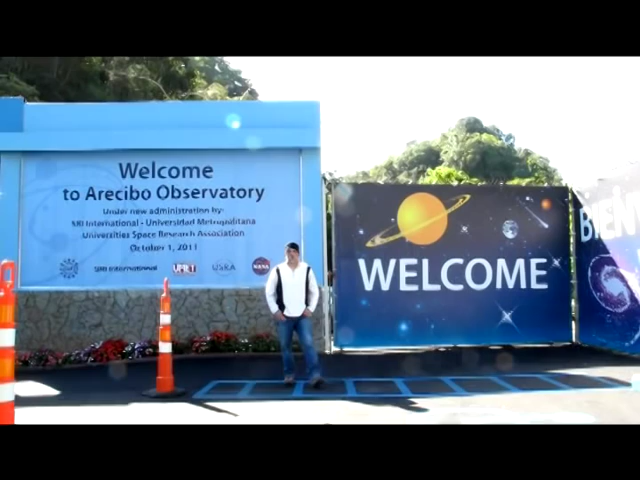 Welcome
to Arecibo Observatory
Under new administration by:
SRI International - Universidad Metropolitana
Universities Space Research Association
October 1, 2011
SRI International
USRA
NASA
WELCOME
BIEN